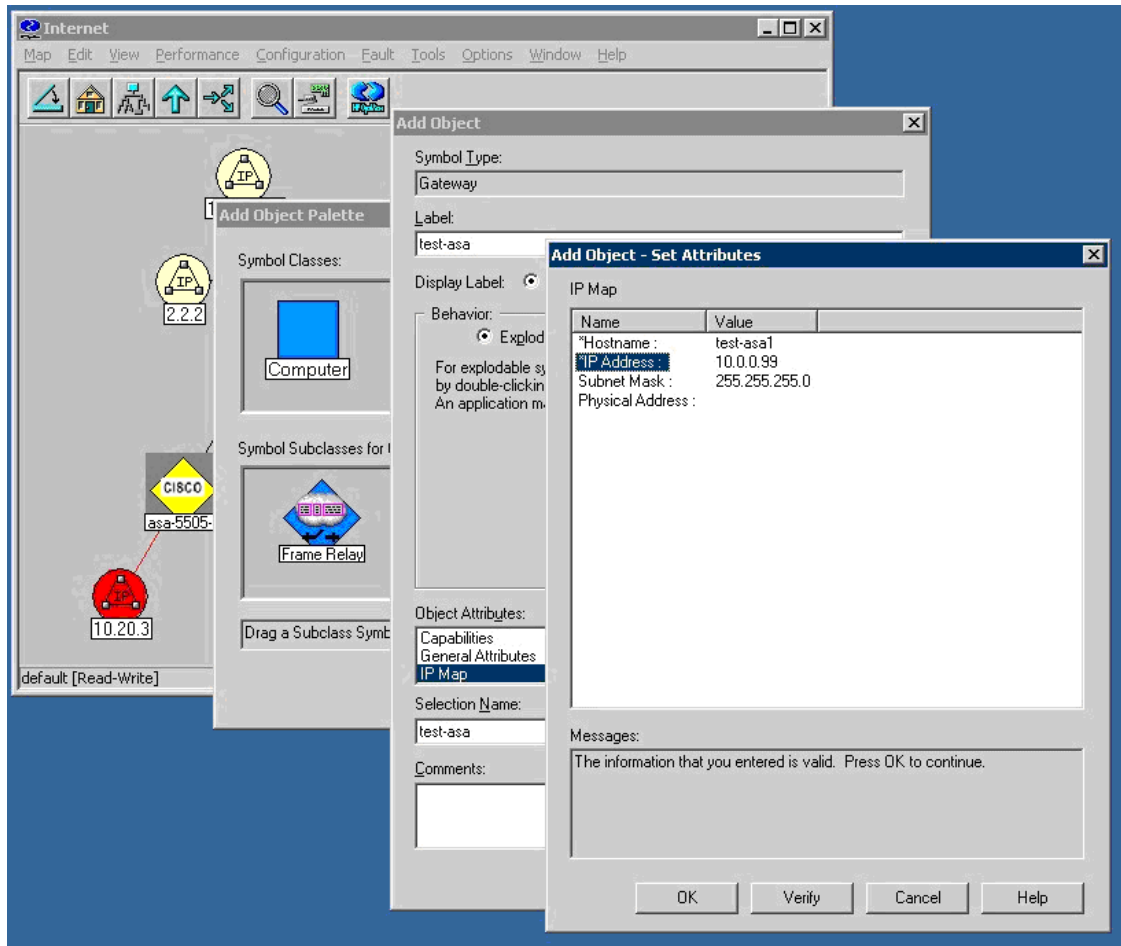 Internet
Map Edit View Performance Configuration Fault Tools Options Window Help
IP
1
IP
2.2.2
CISCO
asa-5505-
IP
10.20.3
default [Read-Write]
Add Object Palette
Symbol Classes:
Computer
Symbol Subclasses for
Frame Relay
Drag a Subclass Symb
Add Object
Symbol Type:
Gateway
Label:
test-asa
Display Label:
Behavior:
Explod
For explodable sy
by double-clickin
An application m
Object Attributes:
Capabilities
General Attributes
IP Map
Selection Name:
test-asa
Comments:
Add Object - Set Attributes
IP Map
Name Value
*Hostname : test-asa1
*IP Address : 10.0.0.99
Subnet Mask : 255.255.255.0
Physical Address :
Messages:
The information that you entered is valid. Press OK to continue.
OK Verify Cancel Help